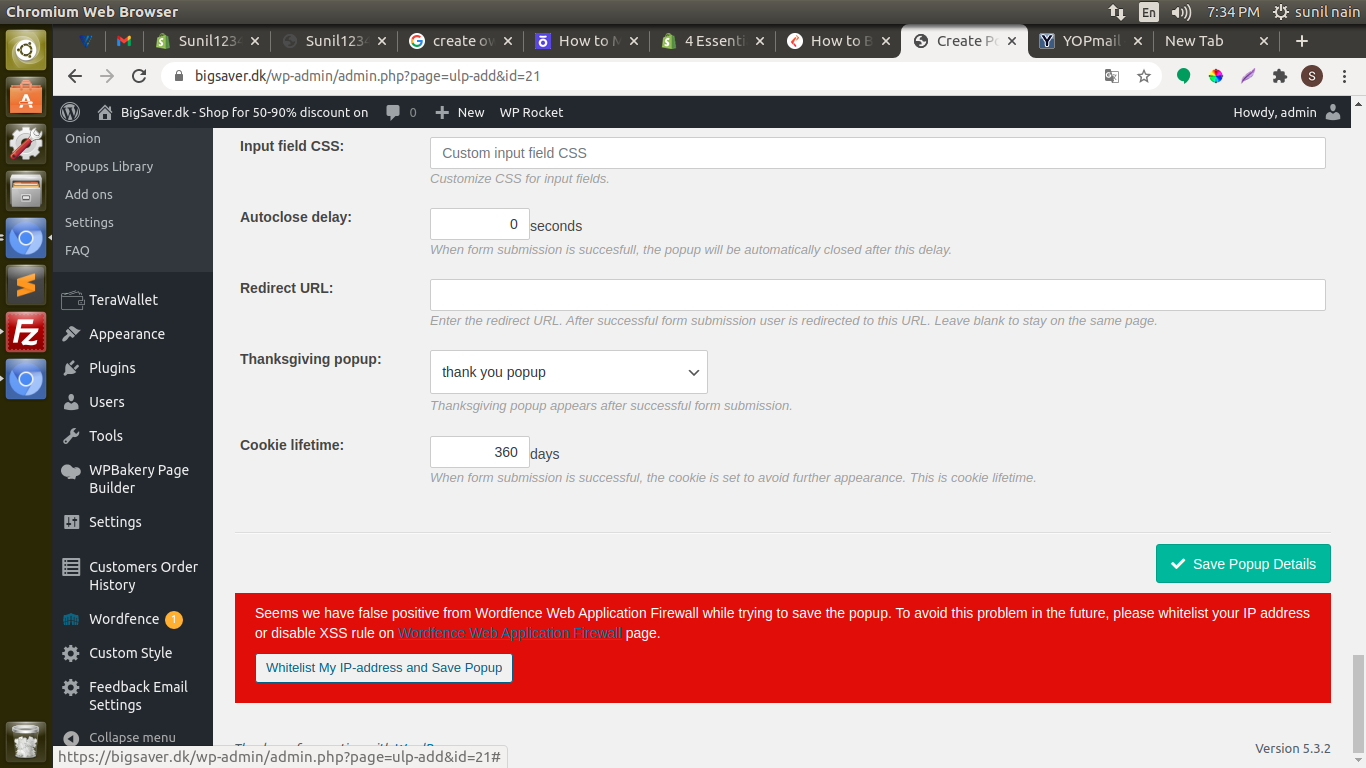 Chromium Web Browser
En
7:34 PM
sunil nain
Sunil1234
Sunil1234
create ow
How to M
4 Essenti
How to B
Create Po
YOPmail
New Tab
bigsaver.dk/wp-admin/admin.php?page=ulp-add&id=21
S
BigSaver.dk - Shop for 50-90% discount on
0
New
WP Rocket
Howdy, admin
Onion
Popups Library
Add ons
Settings
FAQ
TeraWallet
Appearance
Plugins
Users
Tools
WPBakery Page
Builder
Settings
Customers Order
History
Wordfence 1
Custom Style
Feedback Email
Settings
Collapse menu
Input field CSS:
Custom input field CSS
Customize CSS for input fields.
Autoclose delay:
0 seconds
When form submission is succesfull, the popup will be automatically closed after this delay.
Redirect URL:
Enter the redirect URL. After successful form submission user is redirected to this URL. Leave blank to stay on the same page.
Thanksgiving popup:
thank you popup
Thanksgiving popup appears after successful form submission.
Cookie lifetime:
360 days
When form submission is successful, the cookie is set to avoid further appearance. This is cookie lifetime.
Save Popup Details
Seems we have false positive from Wordfence Web Application Firewall while trying to save the popup. To avoid this problem in the future, please whitelist your IP address
or disable XSS rule on Wordfence Web Application Firewall page.
Whitelist My IP-address and Save Popup
Version 5.3.2
https://bigsaver.dk/wp-admin/admin.php?page=ulp-add&id=21#